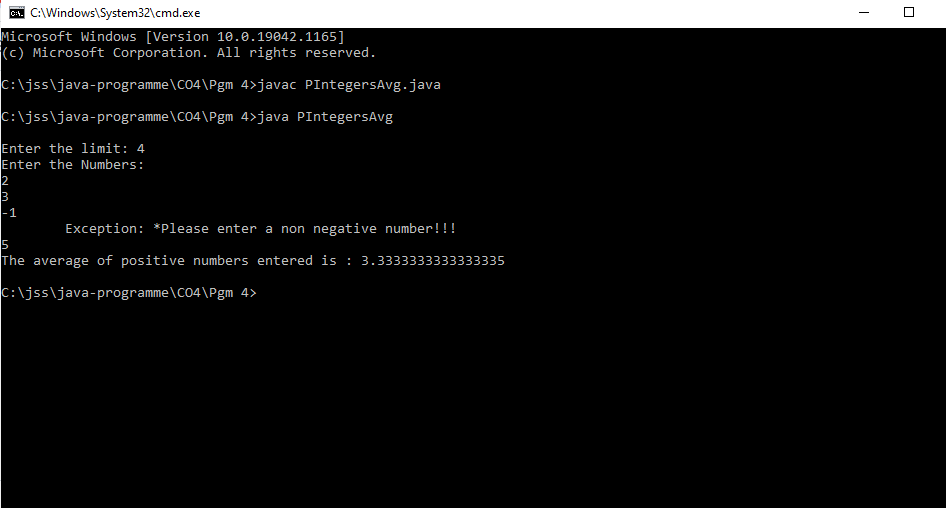 C:\Windows\System32\cmd.exe
Microsoft Windows [Version 10.0.19042.1165]
(c) Microsoft Corporation. All rights reserved.
C:\jss\java-programme\CO4\Pgm 4>javac PIntegersAvg.java
C:\jss\java-programme\CO4\Pgm 4>java PIntegersAvg
Enter the limit: 4
Enter the Numbers:
2
3
-1
Exception: *Please enter a non negative number!!!
5
The average of positive numbers entered is : 3.3333333333333335
C:\jss\java-programme\CO4\Pgm 4>